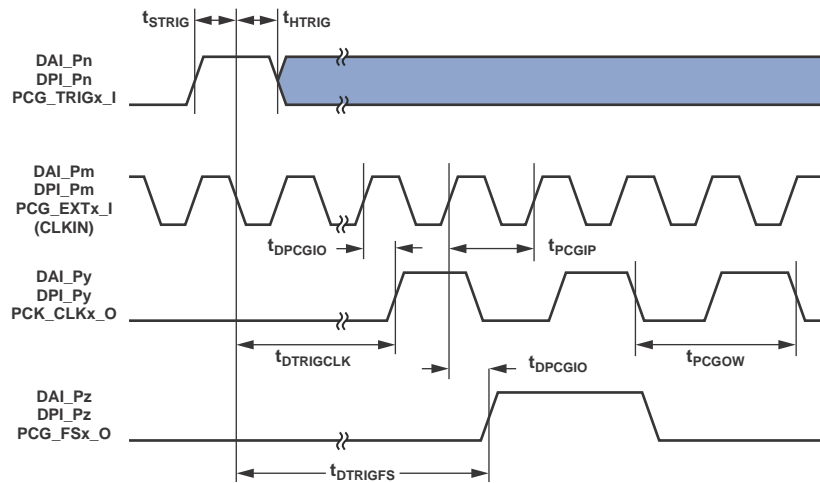 tSTRIG
tHTRIG
DAI_Pn
DPI_Pn
PCG_TRIGx_I
DAI_Pm
DPI_Pm
PCG_EXTx_I
(CLKIN)
tDPCGIO
tPCGIP
DAI_Py
DPI_Py
PCK_CLKx_O
tDTRIGCLK
tDPCGIO
tPCGOW
DAI_Pz
DPI_Pz
PCG_FSx_O
tDTRIGFS